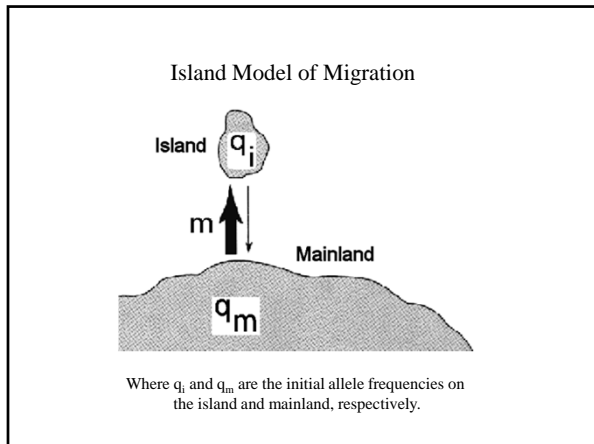 Island Model of Migration
Island
qi
m
Mainland
qm
Where qi and qm are the initial allele frequencies on
the island and mainland, respectively.